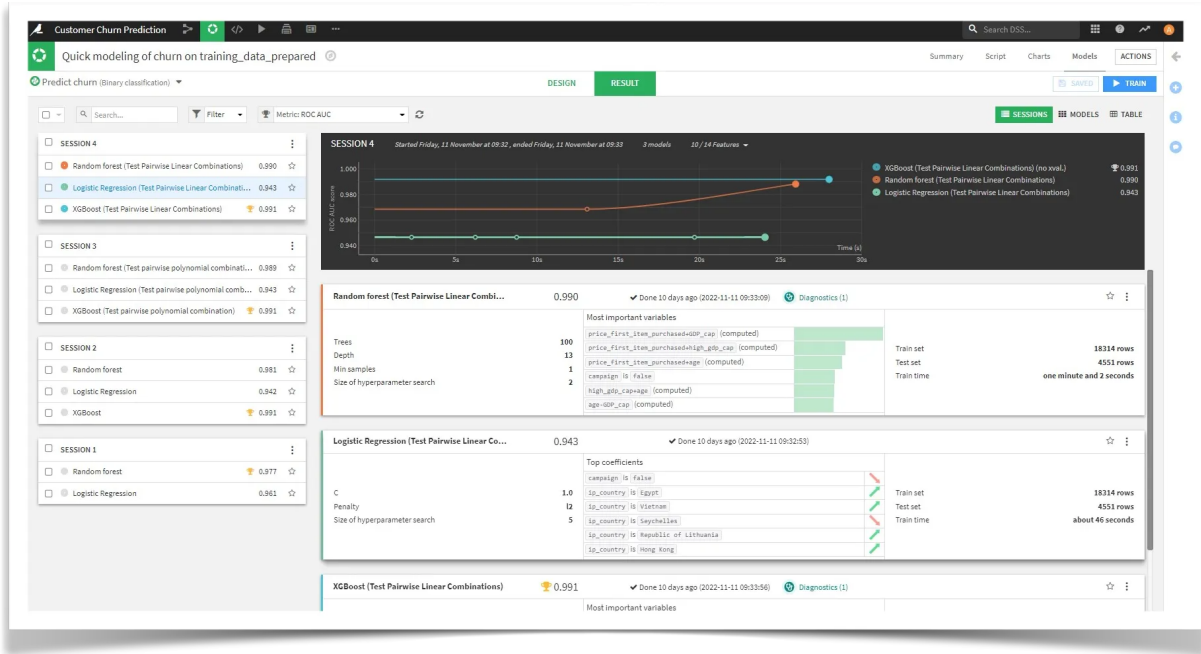 Customer Churn Prediction
Search DSS...
Quick modeling of churn on training_data_prepared
Summary Script Charts Models ACTIONS
Predict churn (Binary classification)
DESIGN RESULT
SAVED TRAIN
Search... Filter Metric: ROC AUC
SESSIONS MODELS TABLE
SESSION 4
Random forest (Test Pairwise Linear Combinations) 0.990
Logistic Regression (Test Pairwise Linear Combinati... 0.943
XGBoost (Test Pairwise Linear Combinations) 0.991
SESSION 3
Random forest (Test pairwise polynomial combinati... 0.989
Logistic Regression (Test pairwise polynomial comb... 0.943
XGBoost (Test pairwise polynomial combination) 0.991
SESSION 2
Random forest 0.981
Logistic Regression 0.942
XGBoost 0.991
SESSION 1
Random forest 0.977
Logistic Regression 0.961
SESSION 4 Started Friday, 11 November at 09:32 , ended Friday, 11 November at 09:33 3 models 10 / 14 Features
ROC AUC score
1.000
0.980
0.960
0.940
0s 5s 10s 15s 20s 25s 30s
Time (s)
XGBoost (Test Pairwise Linear Combinations) (no xval.) 0.991
Random forest (Test Pairwise Linear Combinations) 0.990
Logistic Regression (Test Pairwise Linear Combinations) 0.943
Random forest (Test Pairwise Linear Combi... 0.990 Done 10 days ago (2022-11-11 09:33:09) Diagnostics (1)
Trees 100
Depth 13
Min samples 1
Size of hyperparameter search 2
Most important variables
price_first_item_purchased+GDP_cap (computed)
price_first_item_purchased+high_gdp_cap (computed)
price_first_item_purchased+age (computed)
campaign is false
high_gdp_cap+age (computed)
age-GDP_cap (computed)
Train set 18314 rows
Test set 4551 rows
Train time one minute and 2 seconds
Logistic Regression (Test Pairwise Linear Co... 0.943 Done 10 days ago (2022-11-11 09:32:53)
C 1.0
Penalty l2
Size of hyperparameter search 5
Top coefficients
campaign is false
ip_country is Egypt
ip_country is Vietnam
ip_country is Seychelles
ip_country is Republic of Lithuania
ip_country is Hong Kong
Train set 18314 rows
Test set 4551 rows
Train time about 46 seconds
XGBoost (Test Pairwise Linear Combinations) 0.991 Done 10 days ago (2022-11-11 09:33:56) Diagnostics (1)
Most important variables